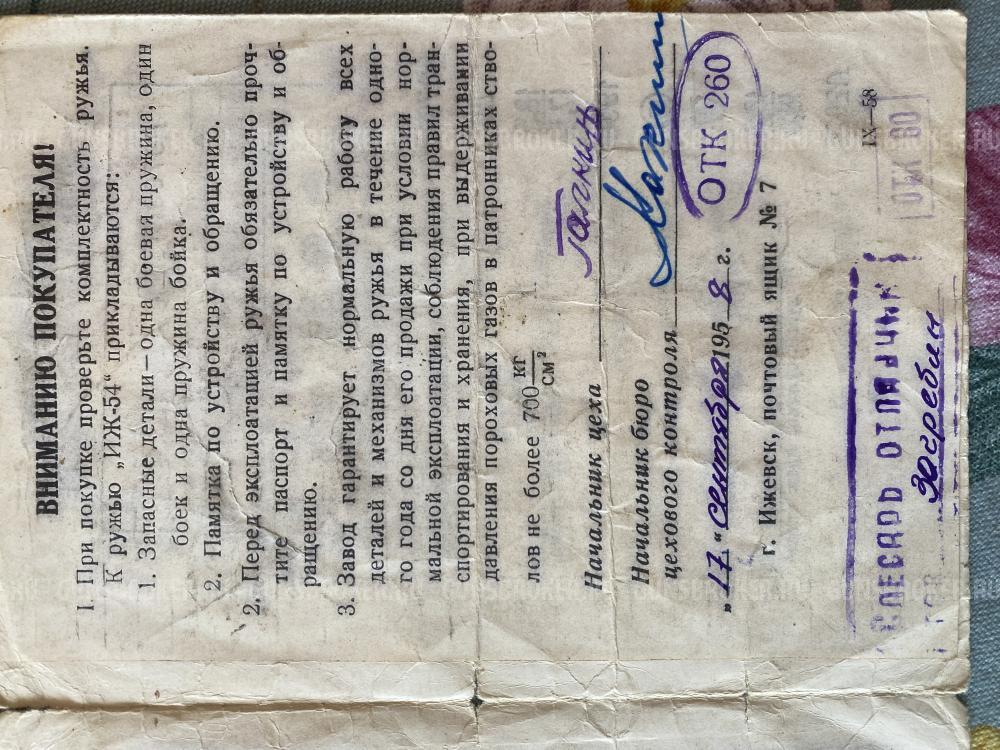 ВНИМАНИЮ ПОКУПАТЕЛЯ!
1. При покупке проверьте комплектность ружья.
К ружью „ИЖ-54“ прикладываются:
1. Запасные детали—одна боевая пружина, один
боек и одна пружина бойка.
2. Памятка по устройству и обращению.
2. Перед эксплоатацией ружья обязательно проч-
тите паспорт и памятку по устройству и об-
ращению.
3. Завод гарантирует нормальную работу всех
деталей и механизмов ружья в течение одно-
го года со дня его продажи при условии нор-
мальной эксплоатации, соблюдения правил тран-
спортирования и хранения, при выдерживании
давления пороховых газов в патронниках ство-
лов не более 700 кг/см²
Начальник цеха
Начальник бюро
цехового контроля
ОТК 260
„17“ сентября 1958 г.
г. Ижевск, почтовый ящик № 7
IX—58
ОТК 60
СЛЕСАРЬ ОТЛАДЧИК